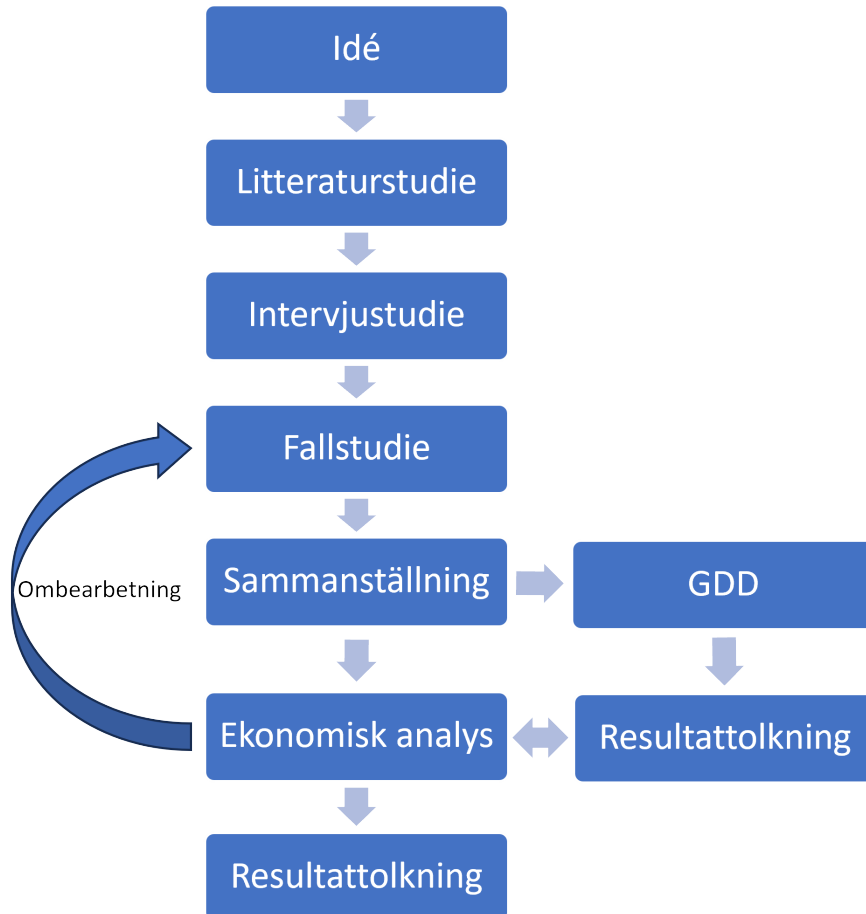 Idé
Litteraturstudie
Intervjustudie
Fallstudie
Sammanställning
GDD
Ombearbetning
Ekonomisk analys
Resultattolkning
Resultattolkning